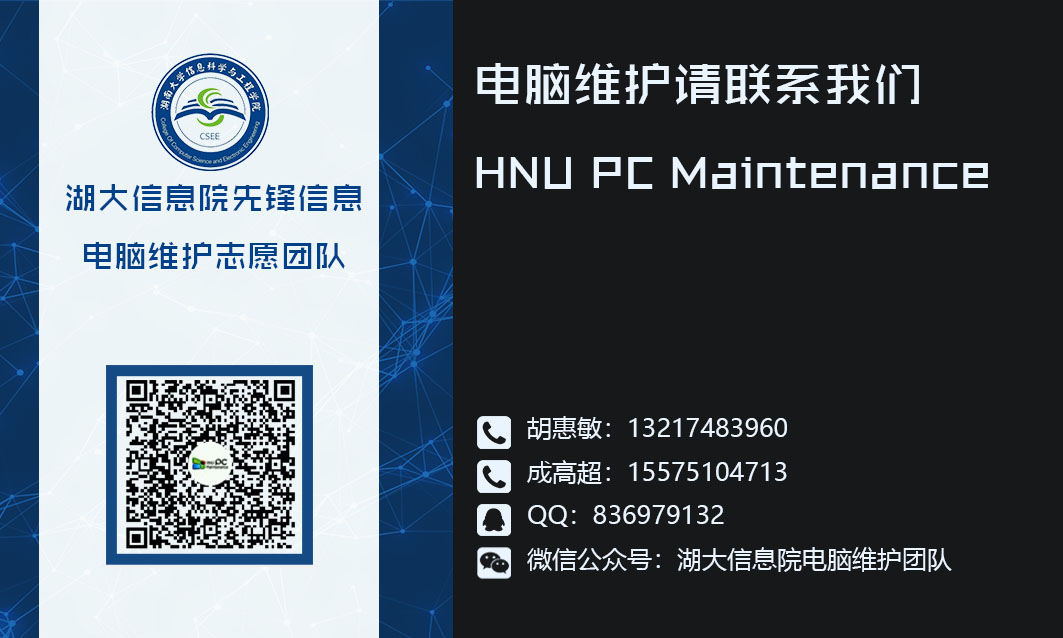 湖南大学信息科学与工程学院
CSEE
College Of Computer Science and Electronic Engineering
湖大信息院先锋信息
电脑维护志愿团队
PC
电脑维护请联系我们
HNU PC Maintenance
胡惠敏：13217483960
成高超：15575104713
QQ：836979132
微信公众号：湖大信息院电脑维护团队